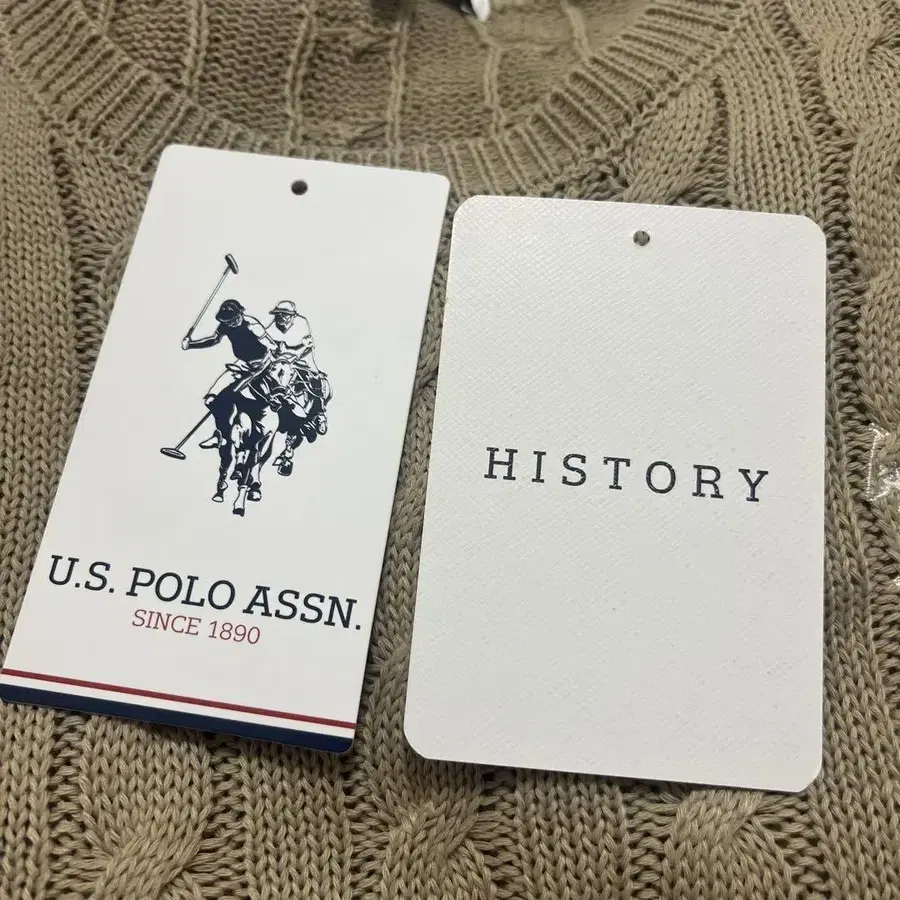 U.S. POLO ASSN.
SINCE 1890
HISTORY